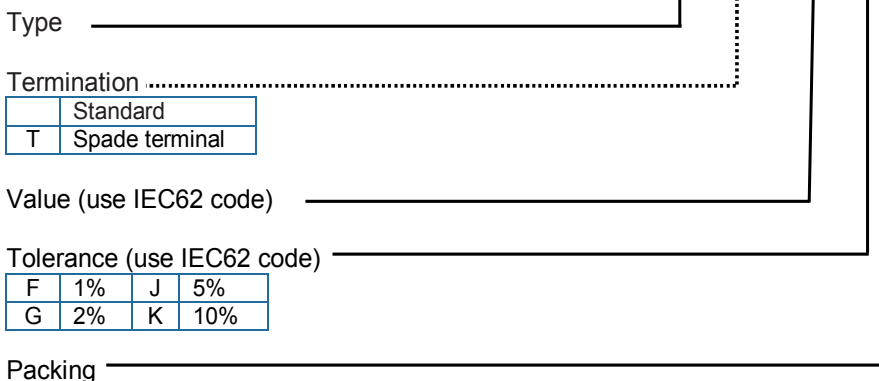 Type
Termination
Standard
T Spade terminal
Value (use IEC62 code)
Tolerance (use IEC62 code)
F 1% J 5%
G 2% K 10%
Packing